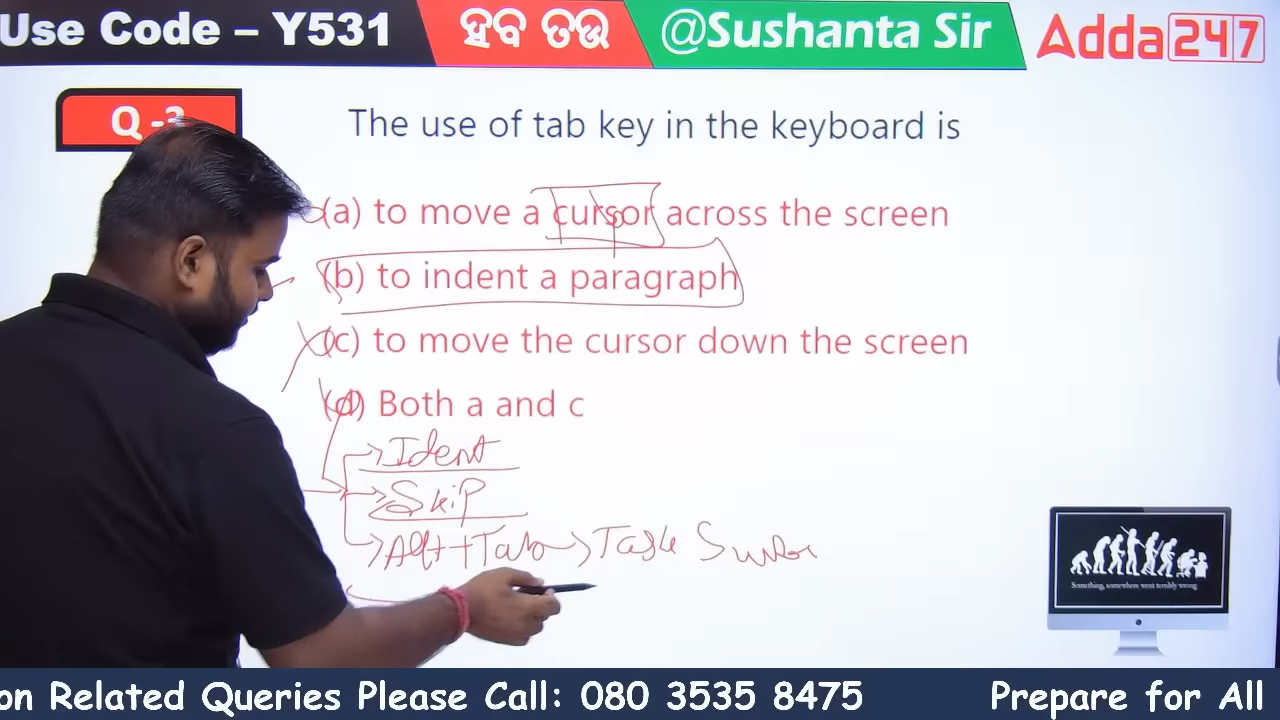 Use Code – Y531 ହବ ତଉ @Sushanta Sir Adda247
Q -3
The use of tab key in the keyboard is
(a) to move a cursor across the screen
(b) to indent a paragraph
(c) to move the cursor down the screen
(d) Both a and c
Ident
Skip
Alt+Tab Task
Something, somewhere went terribly wrong
on Related Queries Please Call: 080 3535 8475 Prepare for All